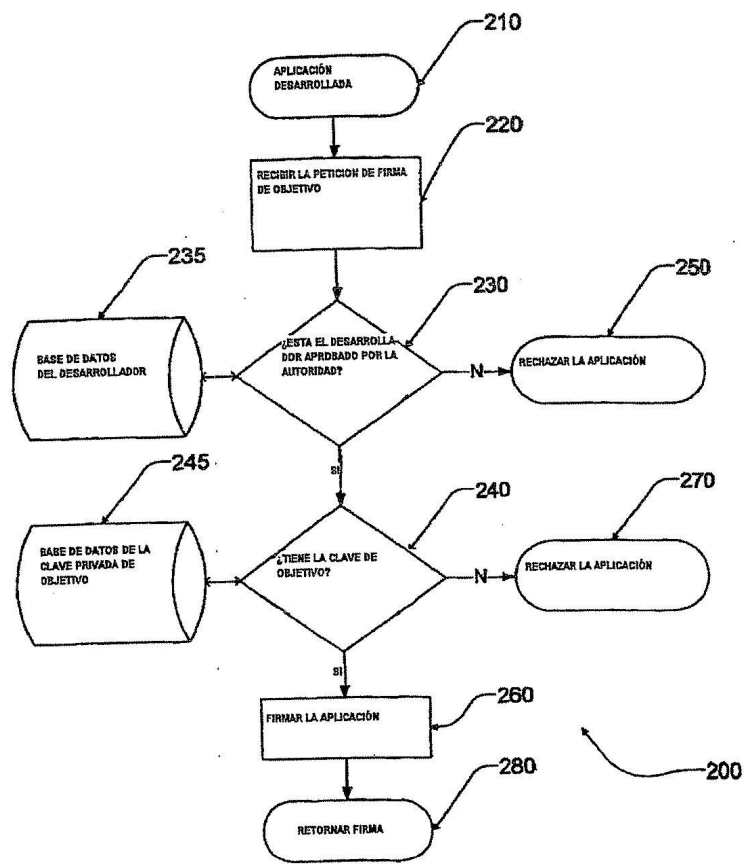 210
APLICACIÓN
DESARROLLADA
220
RECIBIR LA PETICION DE FIRMA
DE OBJETIVO
235
230
250
BASE DE DATOS
DEL DESARROLLADOR
¿ESTA EL DESARROLLA
DOR APROBADO POR LA
AUTORIDAD?
N
RECHAZAR LA APLICACIÓN
SI
245
240
270
BASE DE DATOS DE LA
CLAVE PRIVADA DE
OBJETIVO
¿TIENE LA CLAVE DE
OBJETIVO?
N
RECHAZAR LA APLICACIÓN
SI
260
FIRMAR LA APLICACIÓN
280
200
RETORNAR FIRMA